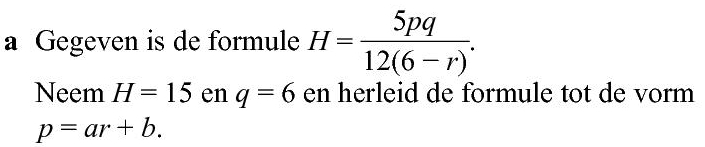 a Gegeven is de formule H = 5pq / 12(6 − r).
Neem H = 15 en q = 6 en herleid de formule tot de vorm
p = ar + b.